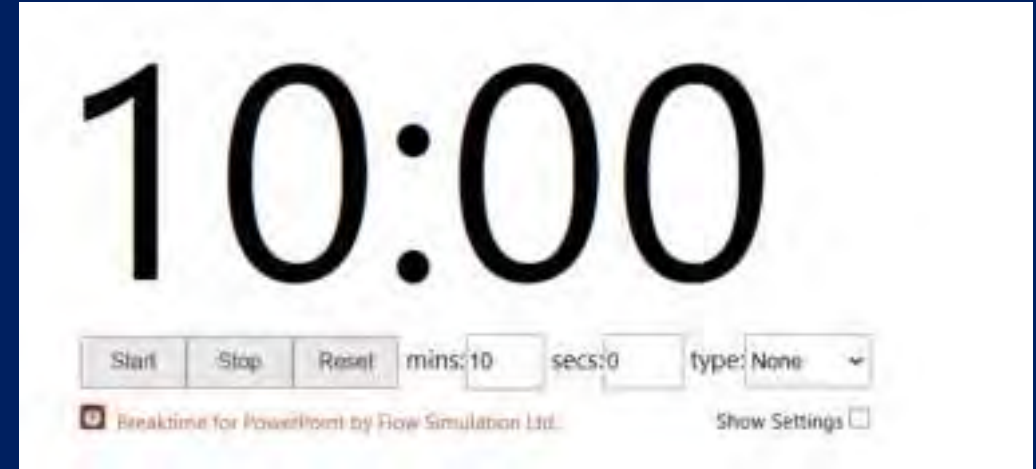 10:00
Start Stop Reset mins: 10 secs: 0 type: None
Breaktime for PowerPoint by Flow Simulation Ltd. Show Settings